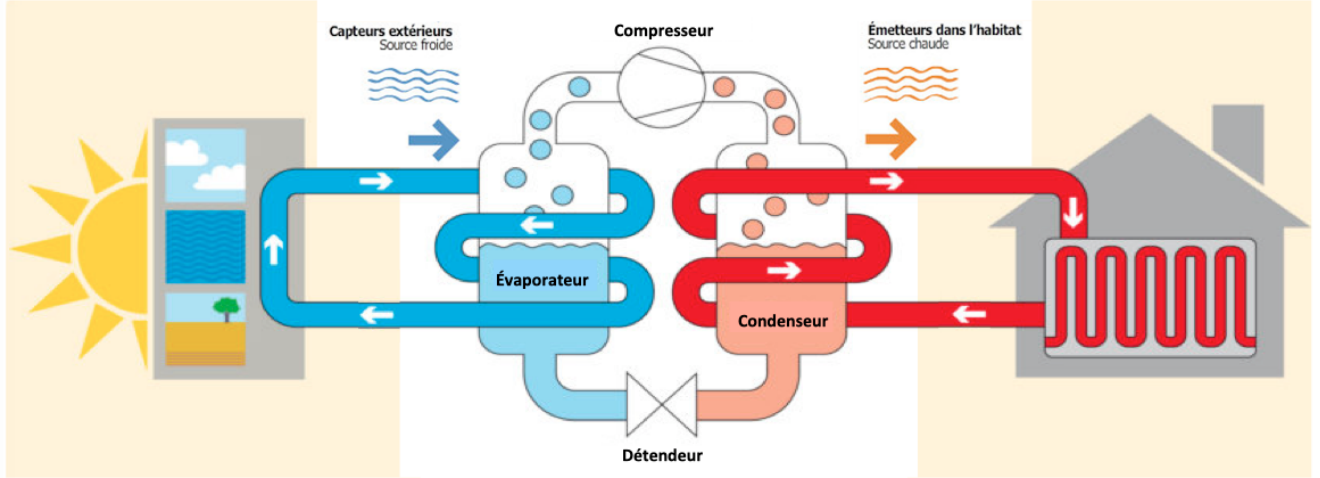 Capteurs extérieurs
Source froide
Compresseur
Émetteurs dans l'habitat
Source chaude
Évaporateur
Condenseur
Détendeur